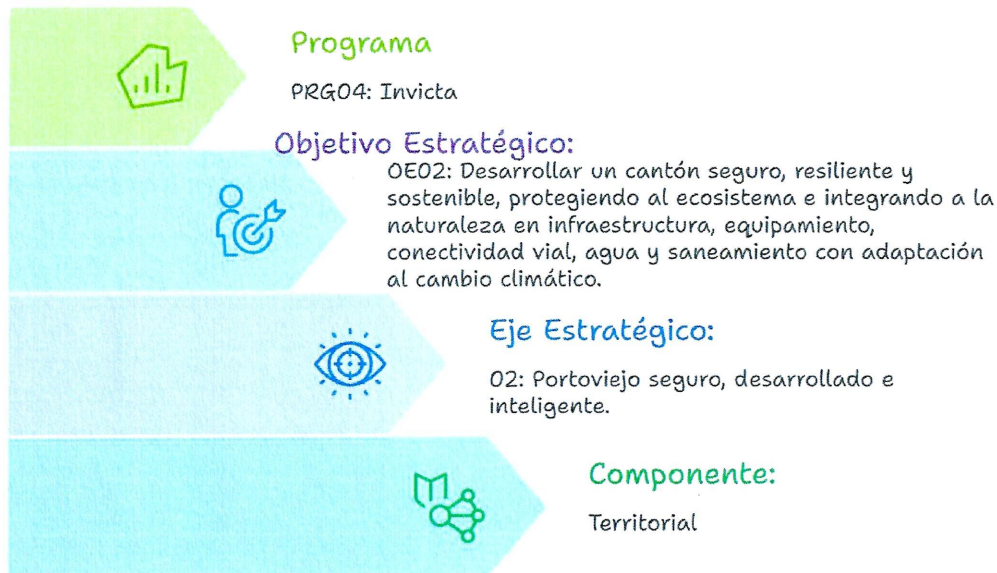 Programa
PRG04: Invicta
Objetivo Estratégico:
OE02: Desarrollar un cantón seguro, resiliente y
sostenible, protegiendo al ecosistema e integrando a la
naturaleza en infraestructura, equipamiento,
conectividad vial, agua y saneamiento con adaptación
al cambio climático.
Eje Estratégico:
02: Portoviejo seguro, desarrollado e
inteligente.
Componente:
Territorial